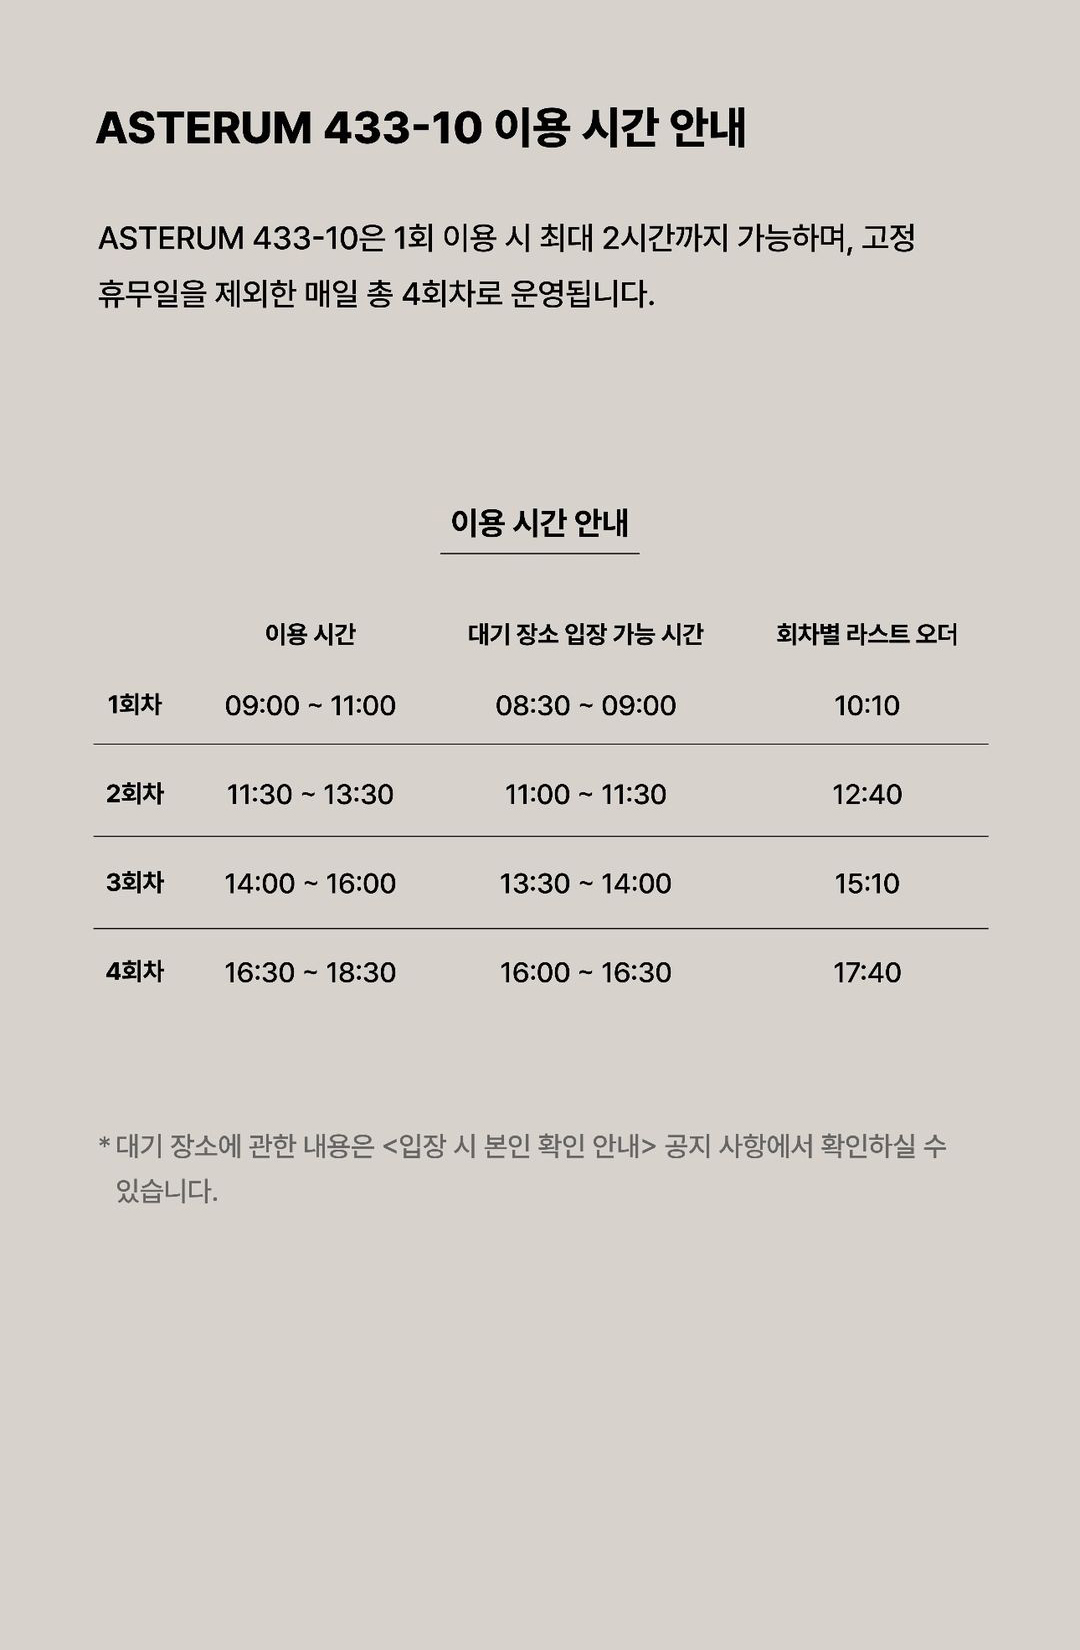 ASTERUM 433-10 이용 시간 안내
ASTERUM 433-10은 1회 이용 시 최대 2시간까지 가능하며, 고정
휴무일을 제외한 매일 총 4회차로 운영됩니다.
이용 시간 안내
이용 시간 대기 장소 입장 가능 시간 회차별 라스트 오더
1회차 09:00 ~ 11:00 08:30 ~ 09:00 10:10
2회차 11:30 ~ 13:30 11:00 ~ 11:30 12:40
3회차 14:00 ~ 16:00 13:30 ~ 14:00 15:10
4회차 16:30 ~ 18:30 16:00 ~ 16:30 17:40
* 대기 장소에 관한 내용은 <입장 시 본인 확인 안내> 공지 사항에서 확인하실 수
있습니다.